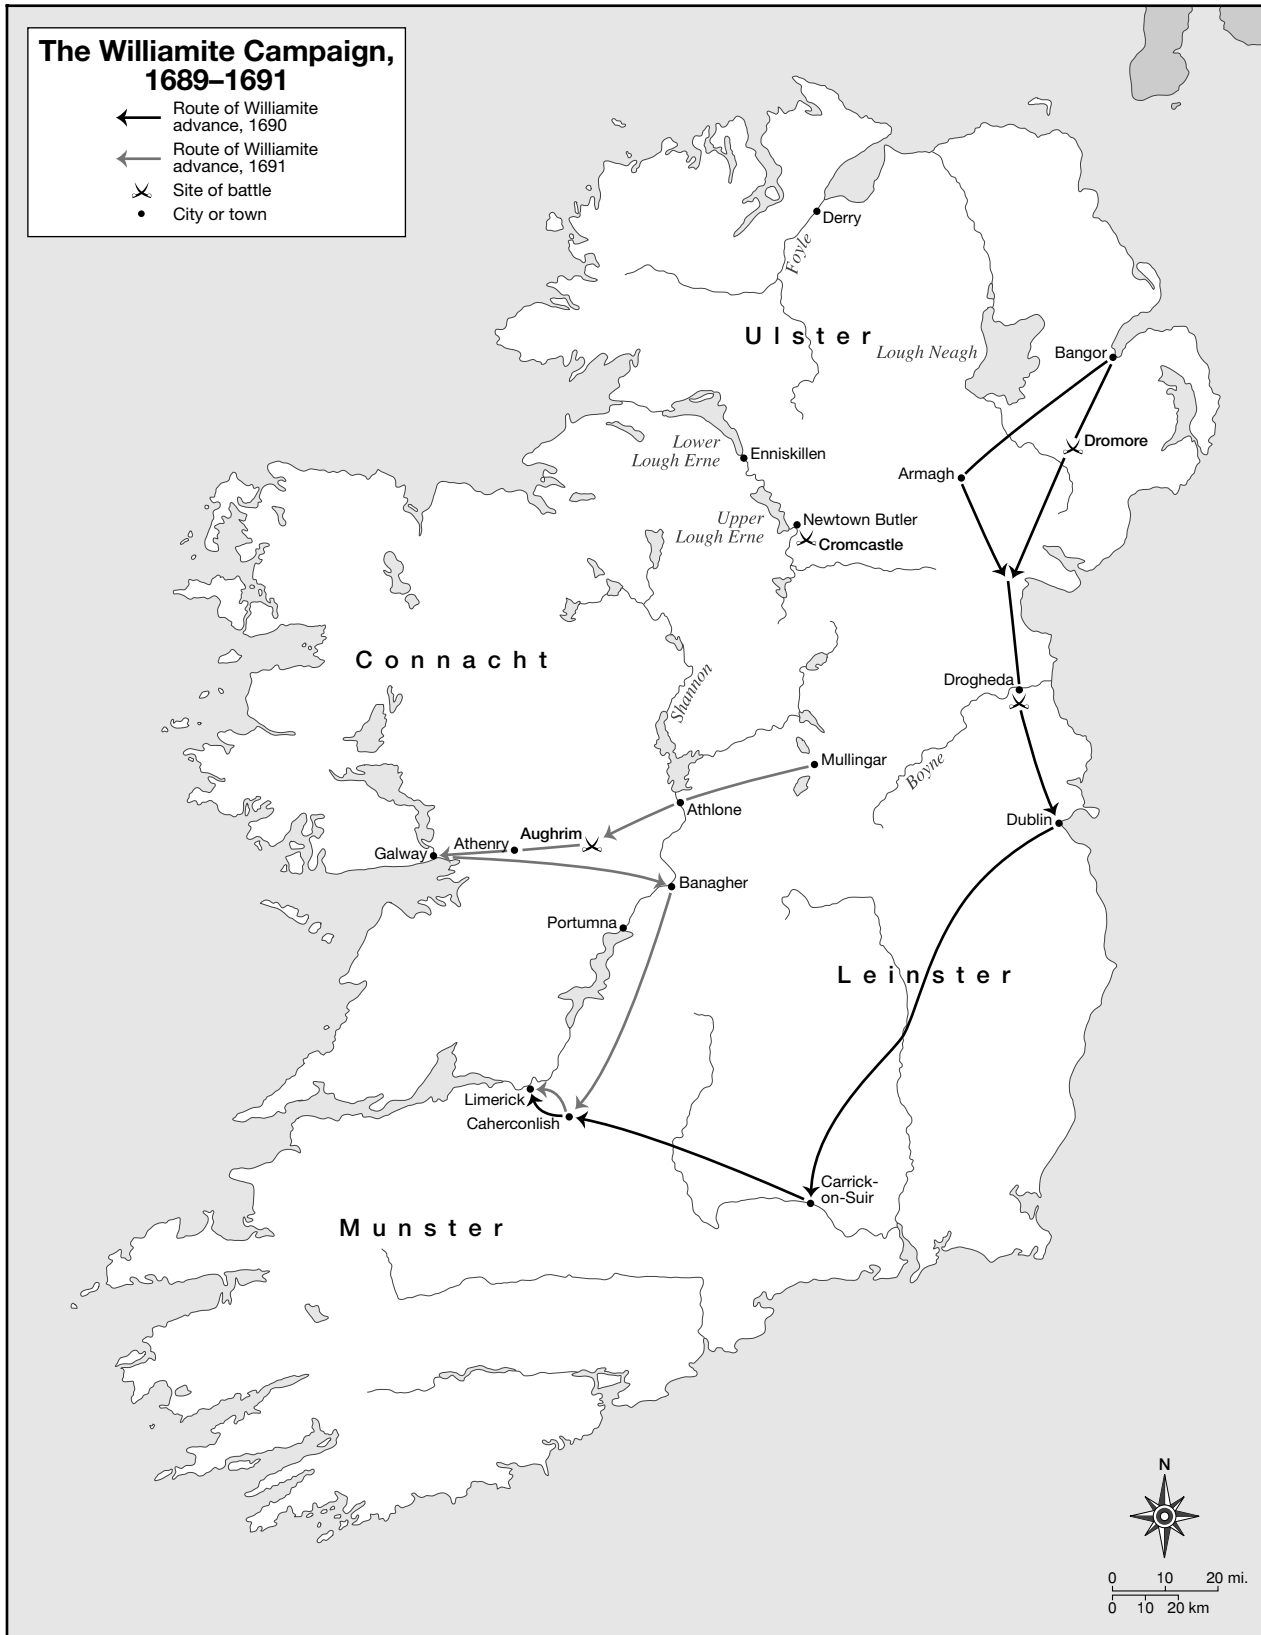 The Williamite Campaign,
1689–1691
Route of Williamite
advance, 1690
Route of Williamite
advance, 1691
Site of battle
City or town
Derry
Foyle
Ulster
Lough Neagh
Bangor
Lower
Lough Erne
Enniskillen
Dromore
Armagh
Upper
Lough Erne
Newtown Butler
Cromcastle
Connacht
Shannon
Drogheda
Boyne
Mullingar
Athlone
Dublin
Aughrim
Athenry
Galway
Banagher
Portumna
Leinster
Limerick
Caherconlish
Carrick-
on-Suir
Munster
N
0 10 20 mi.
0 10 20 km